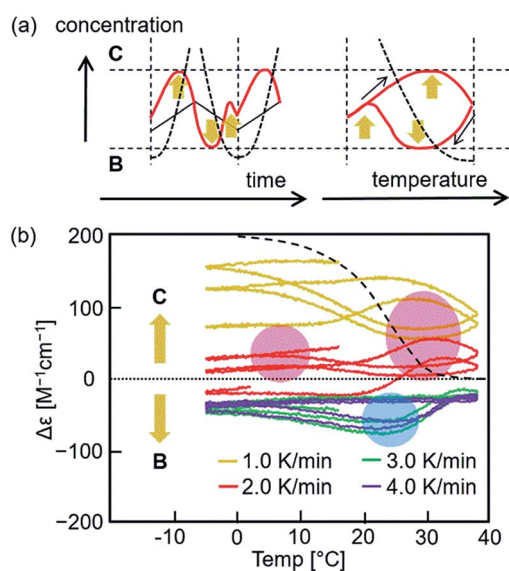 (a) concentration
C
B
time
temperature
(b)
200
100
0
−100
−200
Δε [M⁻¹cm⁻¹]
C
B
1.0 K/min
3.0 K/min
2.0 K/min
4.0 K/min
-10 0 10 20 30 40
Temp [°C]